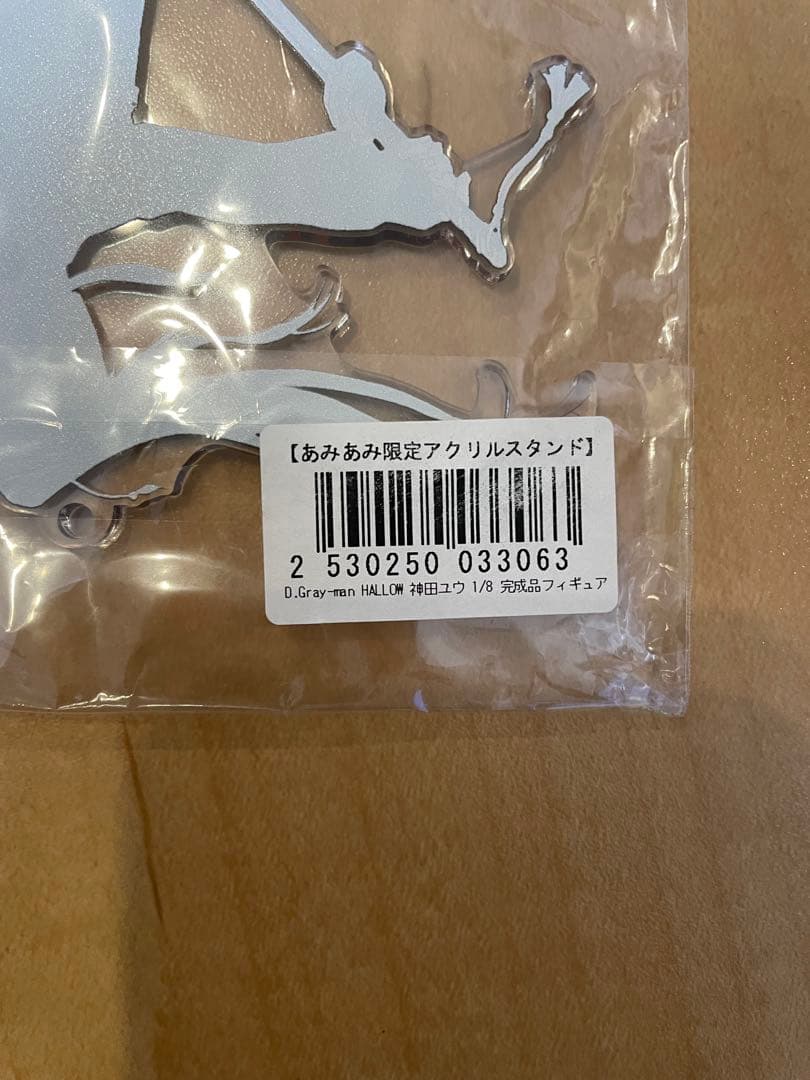 【あみあみ限定アクリルスタンド】
2 530250 033063
D.Gray-man HALLOW 神田ユウ 1/8 完成品フィギュア